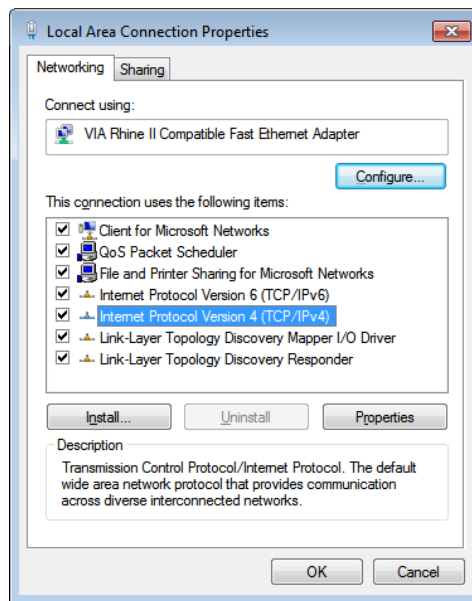 Local Area Connection Properties
Networking
Sharing
Connect using:
VIA Rhine II Compatible Fast Ethernet Adapter
Configure...
This connection uses the following items:
Client for Microsoft Networks
QoS Packet Scheduler
File and Printer Sharing for Microsoft Networks
Internet Protocol Version 6 (TCP/IPv6)
Internet Protocol Version 4 (TCP/IPv4)
Link-Layer Topology Discovery Mapper I/O Driver
Link-Layer Topology Discovery Responder
Install...
Uninstall
Properties
Description
Transmission Control Protocol/Internet Protocol. The default
wide area network protocol that provides communication
across diverse interconnected networks.
OK
Cancel